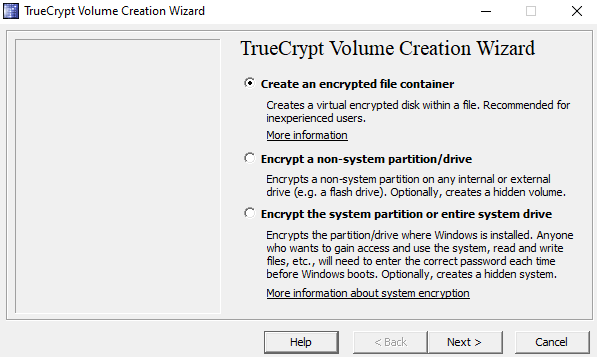 TrueCrypt Volume Creation Wizard
TrueCrypt Volume Creation Wizard
Create an encrypted file container
Creates a virtual encrypted disk within a file. Recommended for
inexperienced users.
More information
Encrypt a non-system partition/drive
Encrypts a non-system partition on any internal or external
drive (e.g. a flash drive). Optionally, creates a hidden volume.
Encrypt the system partition or entire system drive
Encrypts the partition/drive where Windows is installed. Anyone
who wants to gain access and use the system, read and write
files, etc., will need to enter the correct password each time
before Windows boots. Optionally, creates a hidden system.
More information about system encryption
Help < Back Next > Cancel